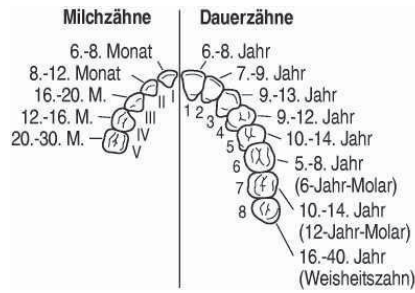 Milchzähne
6.-8. Monat
8.-12. Monat
16.-20. M.
12.-16. M.
20.-30. M.
I
II
III
IV
V
Dauerzähne
6.-8. Jahr
7.-9. Jahr
9.-13. Jahr
9.-12. Jahr
10.-14. Jahr
5.-8. Jahr
(6-Jahr-Molar)
10.-14. Jahr
(12-Jahr-Molar)
16.-40. Jahr
(Weisheitszahn)
1
2
3
4
5
6
7
8